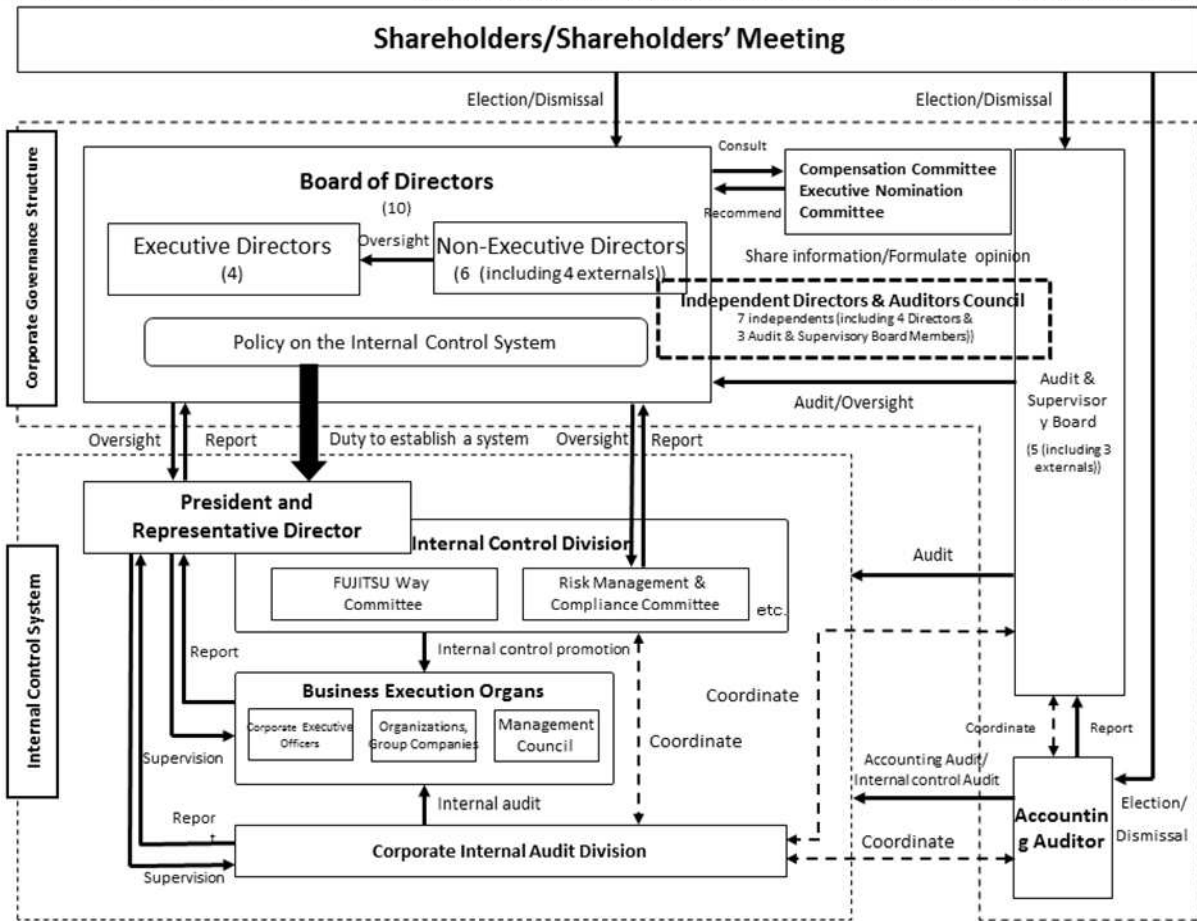 Shareholders/Shareholders' Meeting
Election/Dismissal
Election/Dismissal
Corporate Governance Structure
Board of Directors
(10)
Executive Directors
(4)
Oversight
Non-Executive Directors
(6 (including 4 externals))
Policy on the Internal Control System
Consult
Recommend
Compensation Committee
Executive Nomination
Committee
Share information/Formulate opinion
Independent Directors & Auditors Council
7 independents (including 4 Directors &
3 Audit & Supervisory Board Members))
Audit/Oversight
Audit &
Supervisor
y Board
(5 (including 3
externals))
Oversight
Report
Duty to establish a system
Oversight
Report
Internal Control System
President and
Representative Director
Internal Control Division
FUJITSU Way
Committee
Risk Management &
Compliance Committee
etc.
Audit
Report
Internal control promotion
Business Execution Organs
Corporate Executive
Officers
Organizations,
Group Companies
Management
Council
Supervision
Coordinate
Coordinate
Internal audit
Repor
t
Supervision
Corporate Internal Audit Division
Coordinate
Report
Accounting Audit/
Internal control Audit
Coordinate
Accountin
g Auditor
Election/
Dismissal